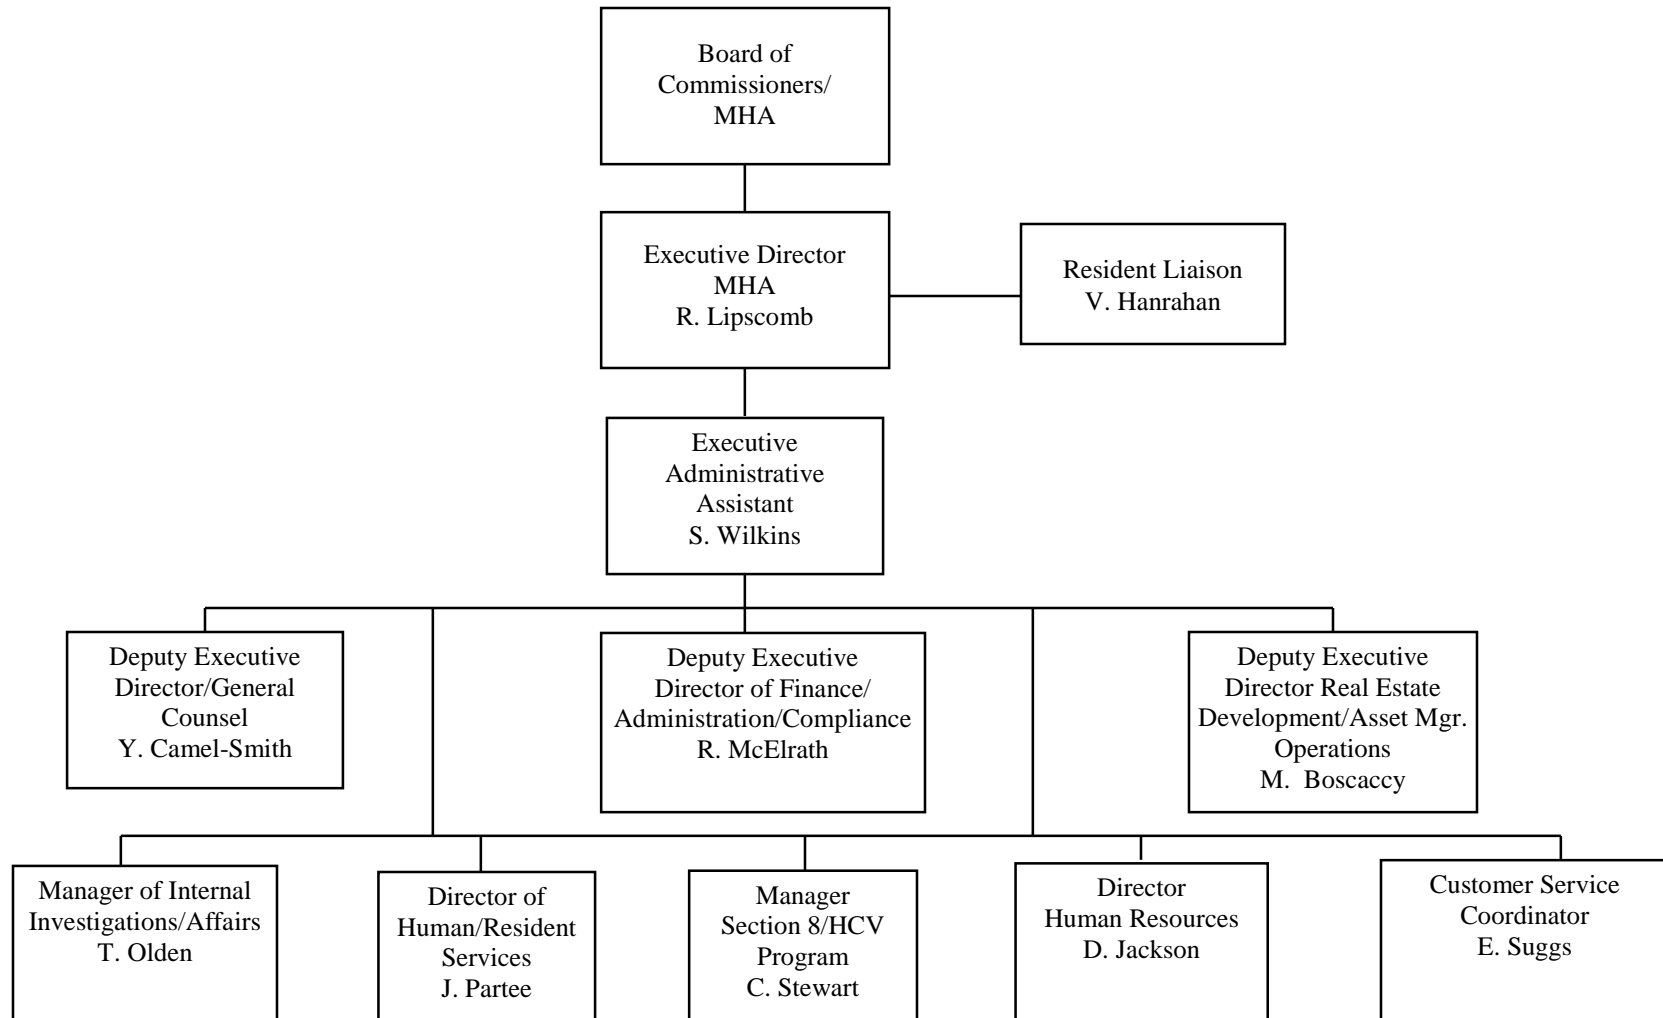 Board of
Commissioners/
MHA
Executive Director
MHA
R. Lipscomb
Resident Liaison
V. Hanrahan
Executive
Administrative
Assistant
S. Wilkins
Deputy Executive
Director/General
Counsel
Y. Camel-Smith
Deputy Executive
Director of Finance/
Administration/Compliance
R. McElrath
Deputy Executive
Director Real Estate
Development/Asset Mgr.
Operations
M.  Boscaccy
Manager of Internal
Investigations/Affairs
T. Olden
Director of
Human/Resident
Services
J. Partee
Manager
Section 8/HCV
Program
C. Stewart
Director
Human Resources
D. Jackson
Customer Service
Coordinator
E. Suggs